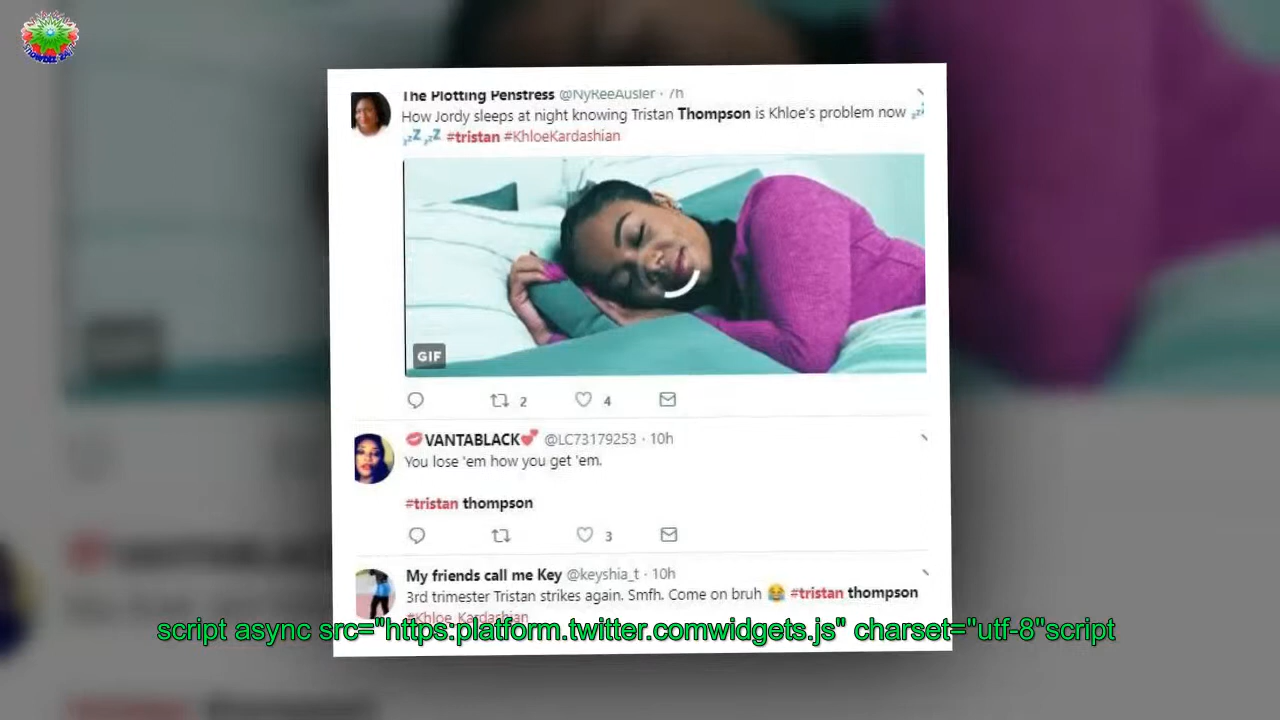 The Plotting Penstress @NyReeAusler · 7h
How Jordy sleeps at night knowing Tristan Thompson is Khloe's problem now 💤
💤💤 #tristan #KhloeKardashian
GIF
2 4
💋VANTABLACK💕 @LC73179253 · 10h
You lose 'em how you get 'em.
#tristan thompson
3
My friends call me Key @keyshia_t · 10h
3rd trimester Tristan strikes again. Smfh. Come on bruh 😂 #tristan thompson
#Khloe Kardashian
script async src="https:platform.twitter.comwidgets.js" charset="utf-8"script